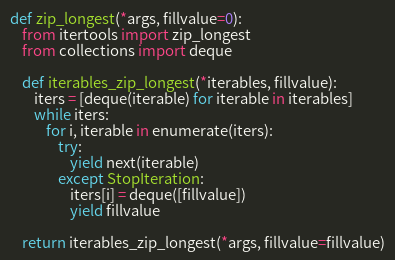 def zip_longest(*args, fillvalue=0):
from itertools import zip_longest
from collections import deque
def iterables_zip_longest(*iterables, fillvalue):
iters = [deque(iterable) for iterable in iterables]
while iters:
for i, iterable in enumerate(iters):
try:
yield next(iterable)
except StopIteration:
iters[i] = deque([fillvalue])
yield fillvalue
return iterables_zip_longest(*args, fillvalue=fillvalue)